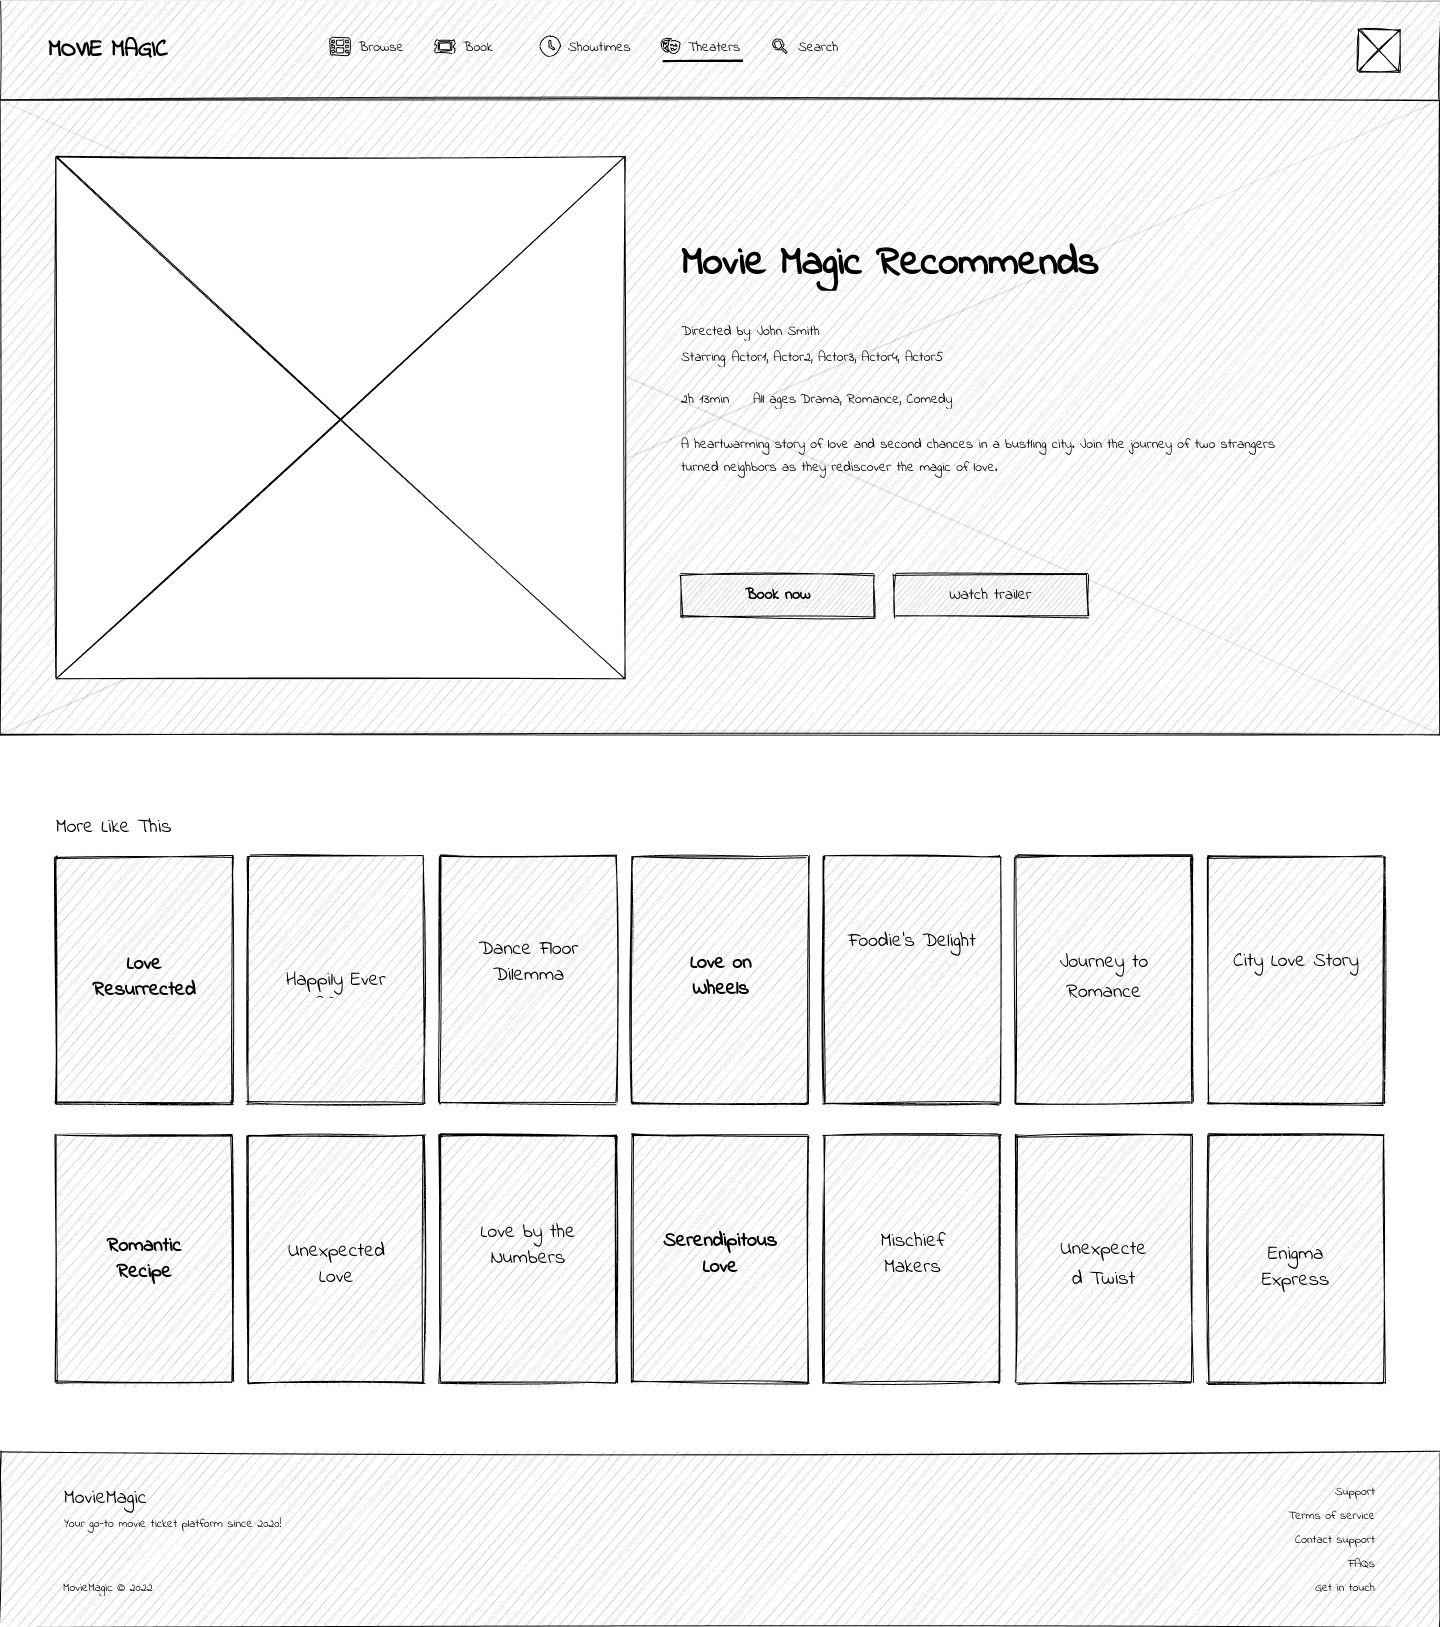 MOVIE MAGIC
Browse
Book
Showtimes
Theaters
Search
Movie Magic Recommends
Directed by John Smith
Starring Actor1, Actor2, Actor3, Actor4, Actor5
2h 13min All ages Drama, Romance, Comedy
A heartwarming story of love and second chances in a bustling city. Join the journey of two strangers
turned neighbors as they rediscover the magic of love.
Book now
Watch trailer
More Like This
Love
Resurrected
Happily Ever
Dance Floor
Dilemma
Love on
Wheels
Foodie's Delight
Journey to
Romance
City Love Story
Romantic
Recipe
Unexpected
Love
Love by the
Numbers
Serendipitous
Love
Mischief
Makers
Unexpecte
d Twist
Enigma
Express
MovieMagic
Your go-to movie ticket platform since 2020!
MovieMagic © 2022
Support
Terms of service
Contact support
FAQs
Get in touch